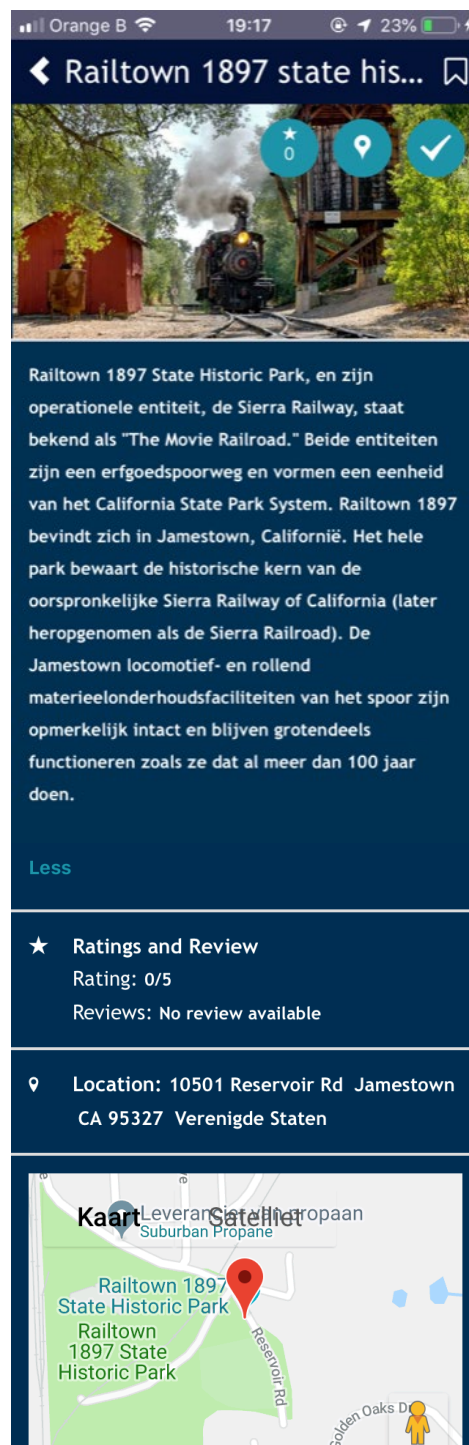 Orange B 19:17 23%
Railtown 1897 state his...
0
Railtown 1897 State Historic Park, en zijn
operationele entiteit, de Sierra Railway, staat
bekend als "The Movie Railroad." Beide entiteiten
zijn een erfgoedspoorweg en vormen een eenheid
van het California State Park System. Railtown 1897
bevindt zich in Jamestown, Californië. Het hele
park bewaart de historische kern van de
oorspronkelijke Sierra Railway of California (later
heropgenomen als de Sierra Railroad). De
Jamestown locomotief- en rollend
materieelonderhoudsfaciliteiten van het spoor zijn
opmerkelijk intact en blijven grotendeels
functioneren zoals ze dat al meer dan 100 jaar
doen.
Less
Ratings and Review
Rating: 0/5
Reviews: No review available
Location: 10501 Reservoir Rd Jamestown
CA 95327 Verenigde Staten
Kaart Satelliet
Leverancier van propaan
Suburban Propane
Railtown 1897
State Historic Park
Railtown
1897 State
Historic Park
Reservoir Rd
Golden Oaks Dr